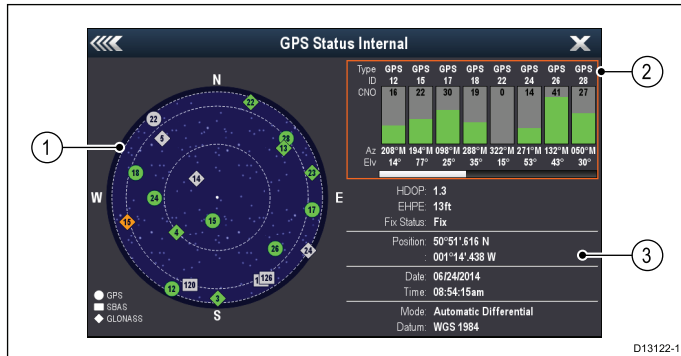 GPS Status Internal
N
W
E
S
22
5
22
28
13
18
14
23
24
17
15
15
4
26
24
12
120
3
1
126
GPS
SBAS
GLONASS
Type GPS GPS GPS GPS GPS GPS GPS GPS
ID 12 15 17 18 22 24 26 28
CNO 16 22 30 19 0 14 41 27
Az 208°M 194°M 098°M 288°M 322°M 271°M 132°M 050°M
Elv 14° 77° 25° 35° 15° 53° 43° 30°
HDOP: 1.3
EHPE: 13ft
Fix Status: Fix
Position: 50°51'.616 N
: 001°14'.438 W
Date: 06/24/2014
Time: 08:54:15am
Mode: Automatic Differential
Datum: WGS 1984
1
2
3
D13122-1